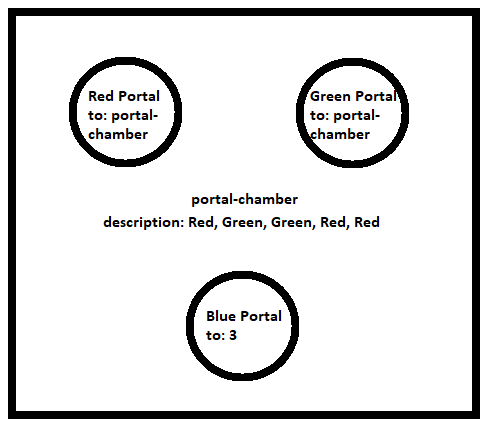 Red Portal
to: portal-
chamber
Green Portal
to: portal-
chamber
portal-chamber
description: Red, Green, Green, Red, Red
Blue Portal
to: 3